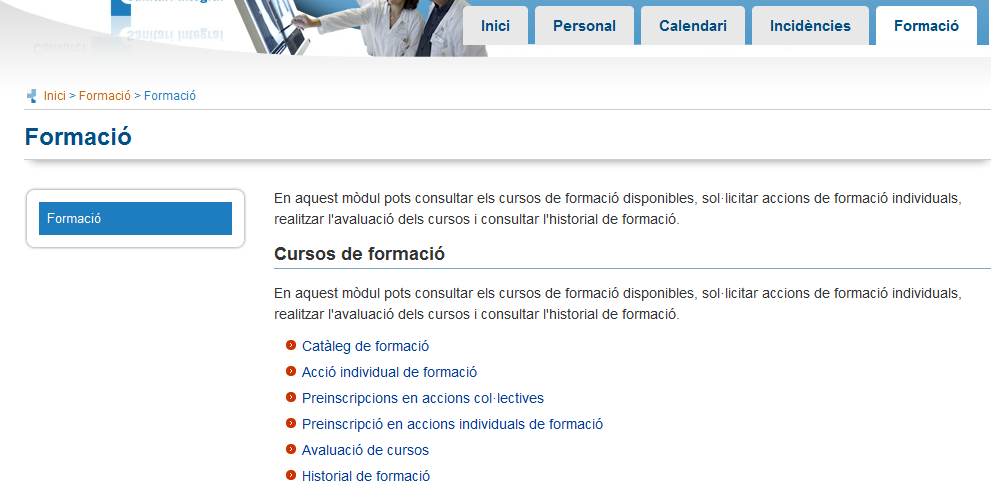 Sanitari Integral
Inici
Personal
Calendari
Incidències
Formació
Inici > Formació > Formació
Formació
Formació
En aquest mòdul pots consultar els cursos de formació disponibles, sol·licitar accions de formació individuals,
realitzar l'avaluació dels cursos i consultar l'historial de formació.
Cursos de formació
En aquest mòdul pots consultar els cursos de formació disponibles, sol·licitar accions de formació individuals,
realitzar l'avaluació dels cursos i consultar l'historial de formació.
Catàleg de formació
Acció individual de formació
Preinscripcions en accions col·lectives
Preinscripció en accions individuals de formació
Avaluació de cursos
Historial de formació